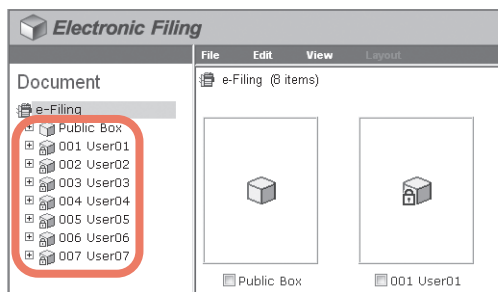 Electronic Filing
File Edit View Layout
Document
e-Filing (8 items)
e-Filing
Public Box
001 User01
002 User02
003 User03
004 User04
005 User05
006 User06
007 User07
Public Box
001 User01